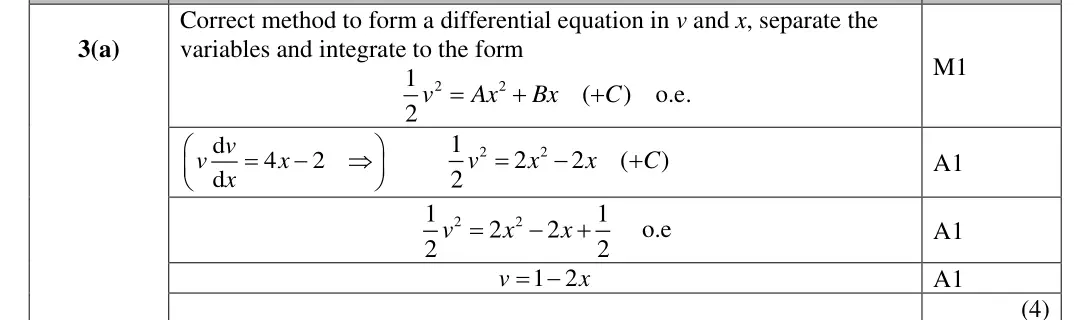 3(a)
Correct method to form a differential equation in v and x, separate the
variables and integrate to the form
1/2 v² = Ax² + Bx (+C) o.e.
M1
(v dv/dx = 4x − 2 ⇒) 1/2 v² = 2x² − 2x (+C)
A1
1/2 v² = 2x² − 2x + 1/2 o.e
A1
v = 1 − 2x
A1
(4)